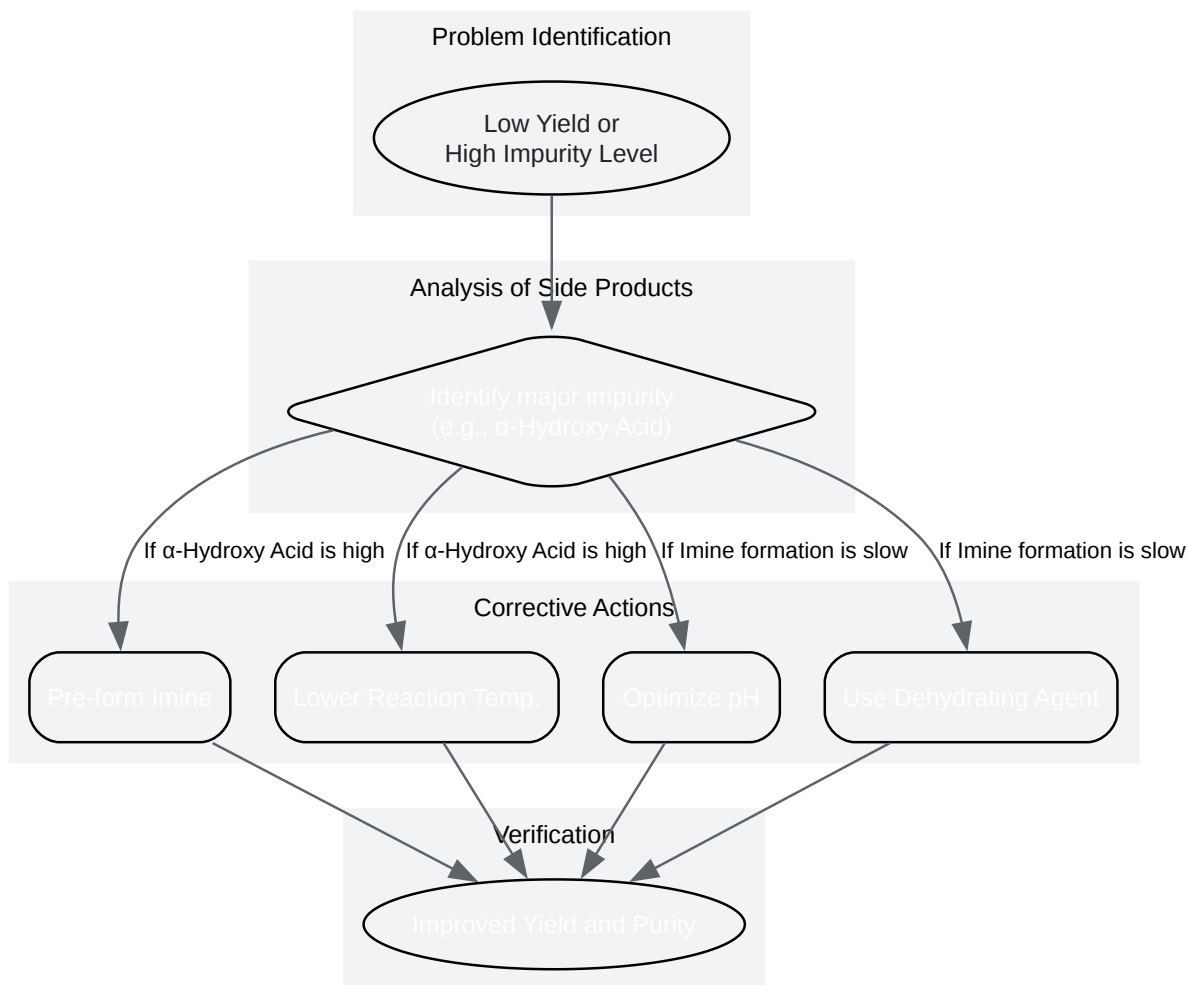 Problem Identification
Low Yield or
High Impurity Level
Analysis of Side Products
Identify major impurity
(e.g., α-Hydroxy Acid)
If α-Hydroxy Acid is high
If α-Hydroxy Acid is high
If Imine formation is slow
If Imine formation is slow
Corrective Actions
Pre-form Imine
Lower Reaction Temp.
Optimize pH
Use Dehydrating Agent
Verification
Improved Yield and Purity